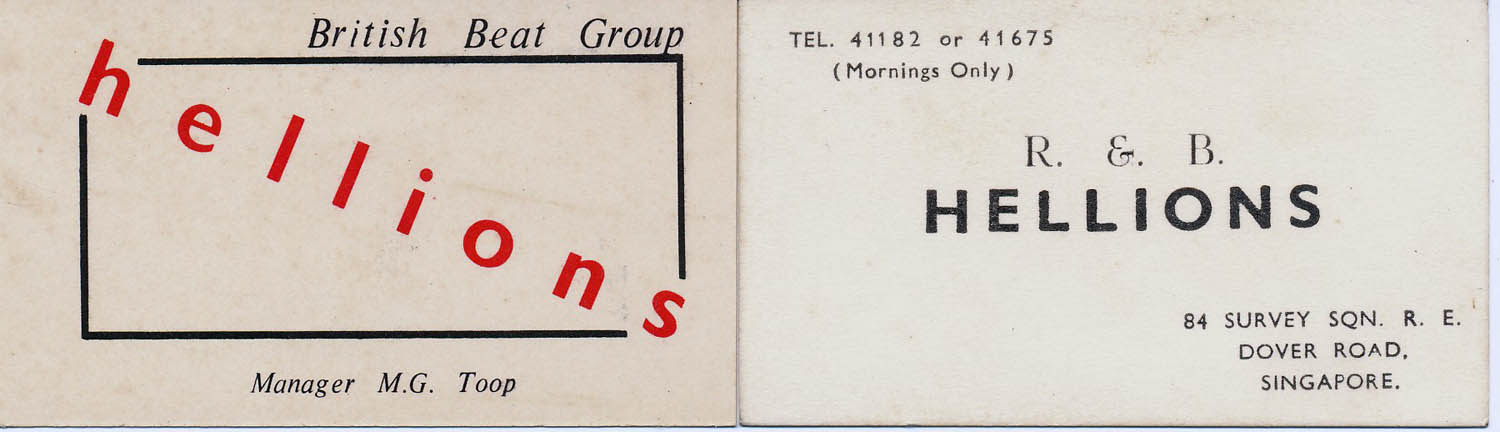 British Beat Group
hellions
Manager M.G. Toop
TEL. 41182 or 41675
(Mornings Only)
R. & B.
HELLIONS
84 SURVEY SQN. R. E.
DOVER ROAD,
SINGAPORE.